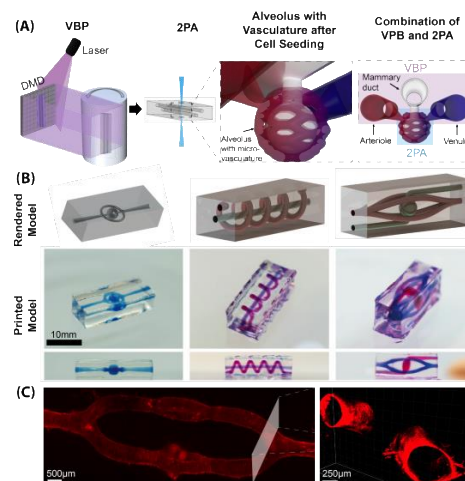 (A)
VBP
Laser
DMD
2PA
Alveolus with
Vasculature after
Cell Seeding
Alveolus
with micro-
vasculature
Combination of
VPB and 2PA
VBP
Mammary
duct
Arteriole
Venule
2PA
(B)
Rendered
Model
Printed
Model
10mm
(C)
500µm
250µm